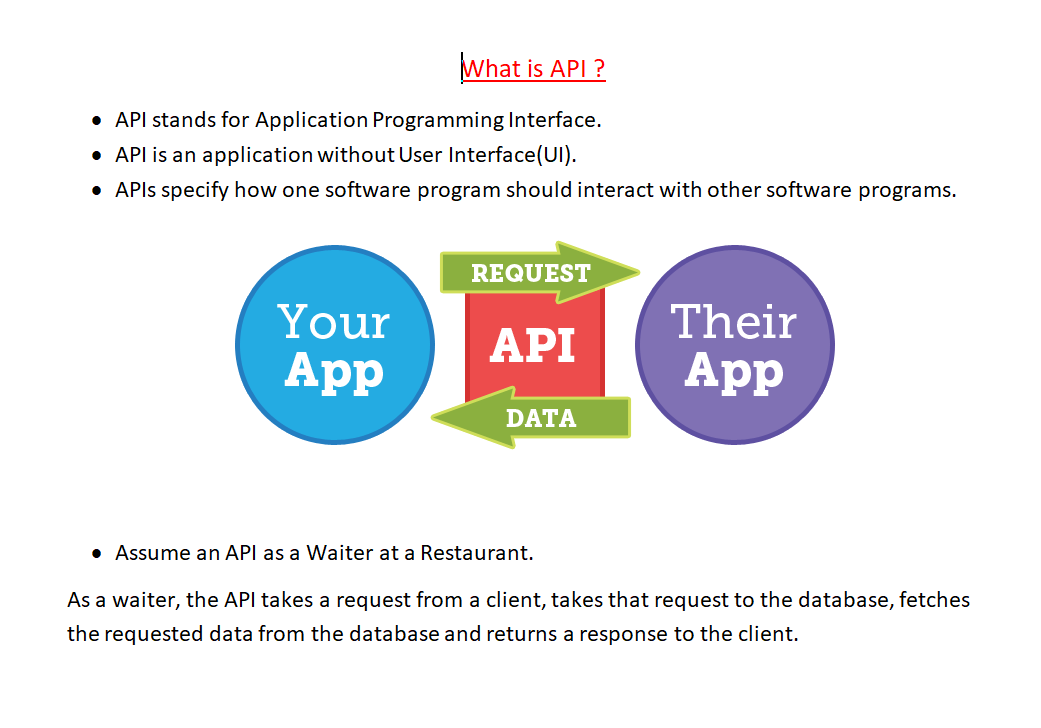 What is API ?
• API stands for Application Programming Interface.
• API is an application without User Interface(UI).
• APIs specify how one software program should interact with other software programs.
REQUEST
Your
App
API
Their
App
DATA
• Assume an API as a Waiter at a Restaurant.
As a waiter, the API takes a request from a client, takes that request to the database, fetches
the requested data from the database and returns a response to the client.